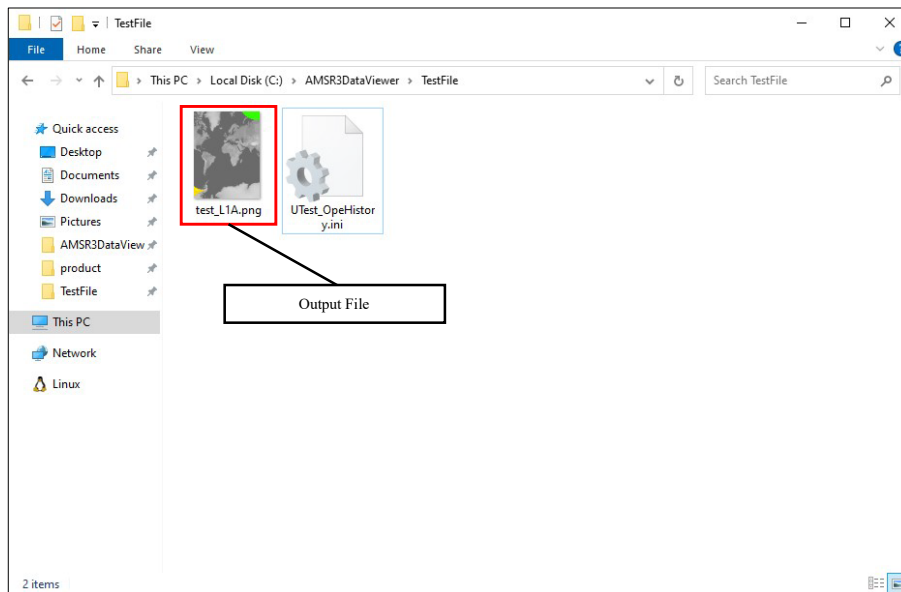 TestFile
File Home Share View
This PC Local Disk (C:) AMSR3DataViewer TestFile
Search TestFile
Quick access
Desktop
Documents
Downloads
Pictures
AMSR3DataView
product
TestFile
This PC
Network
Linux
test_L1A.png
UTest_OpeHistor
y.ini
Output File
2 items